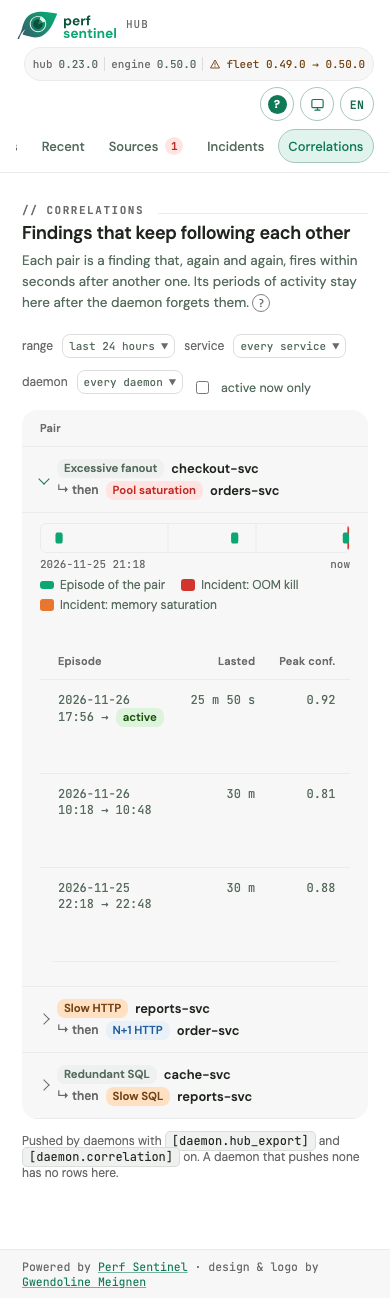 perf
sentinel HUB
hub 0.23.0 engine 0.50.0 ⚠ fleet 0.49.0 → 0.50.0
? EN
s Recent Sources 1 Incidents Correlations
// CORRELATIONS
Findings that keep following each other
Each pair is a finding that, again and again, fires within
seconds after another one. Its periods of activity stay
here after the daemon forgets them. ?
range last 24 hours ▼ service every service ▼
daemon every daemon ▼ active now only
Pair
Excessive fanout checkout-svc
↳ then Pool saturation orders-svc
2026-11-25 21:18 now
Episode of the pair Incident: OOM kill
Incident: memory saturation
Episode Lasted Peak conf.
2026-11-26 25 m 50 s 0.92
17:56 → active
2026-11-26 30 m 0.81
10:18 → 10:48
2026-11-25 30 m 0.88
22:18 → 22:48
Slow HTTP reports-svc
↳ then N+1 HTTP order-svc
Redundant SQL cache-svc
↳ then Slow SQL reports-svc
Pushed by daemons with [daemon.hub_export] and
[daemon.correlation] on. A daemon that pushes none
has no rows here.
Powered by Perf Sentinel · design & logo by
Gwendoline Meignen